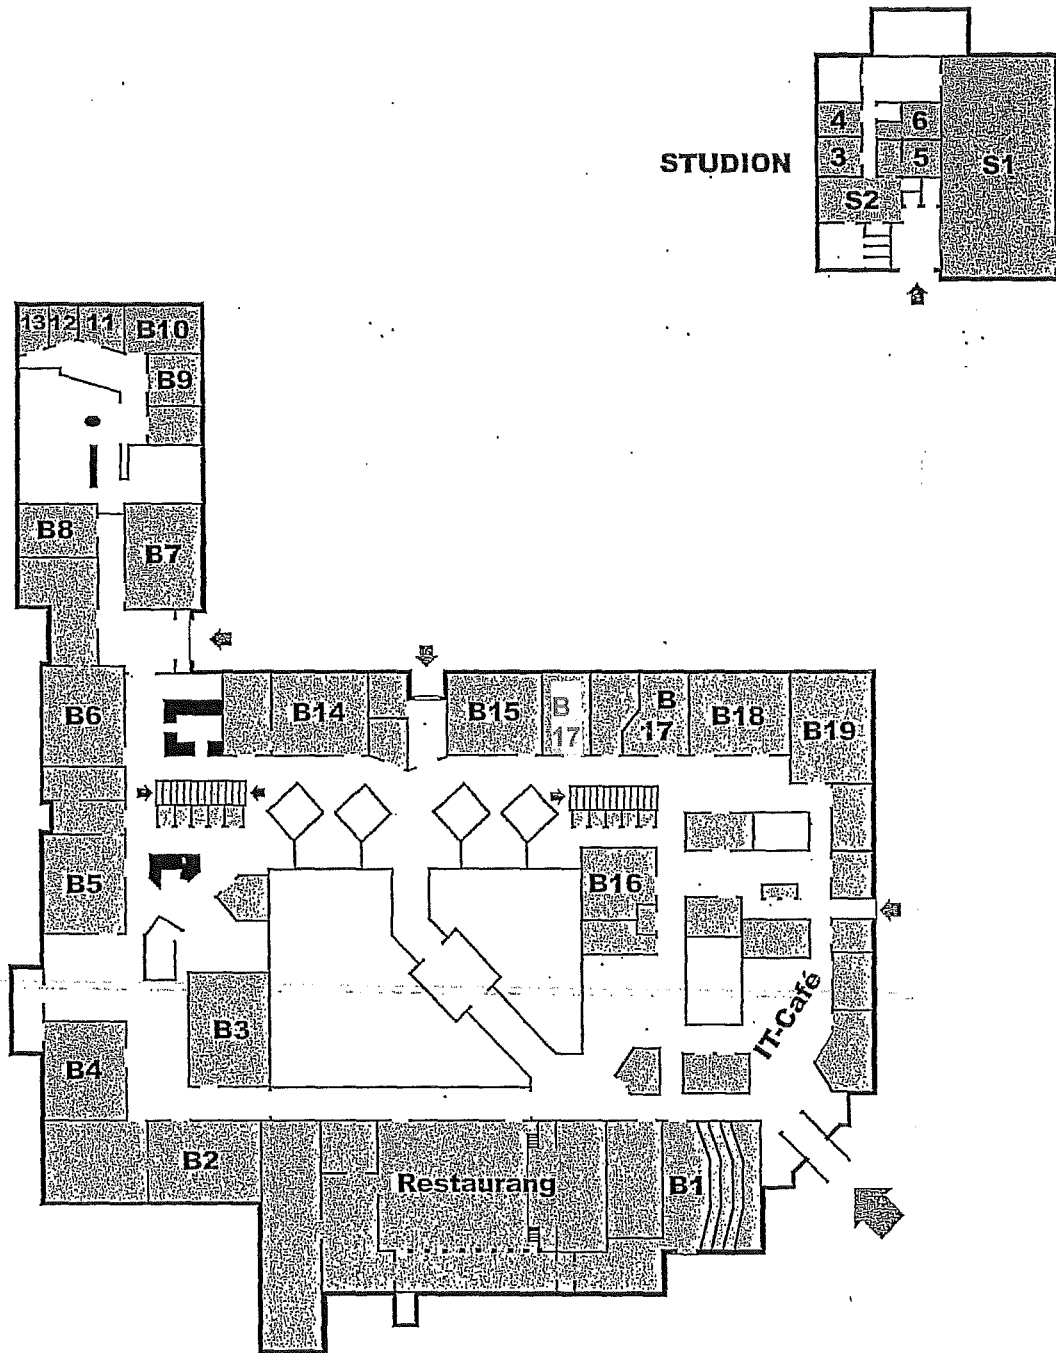 4
6
STUDION
3
5
S1
S2
13 12 11 B10
B9
B8
B7
B6
B14
B15
B
17
B
17
B18
B19
B5
B16
B3
IT-Café
B4
B2
Restaurang
B1